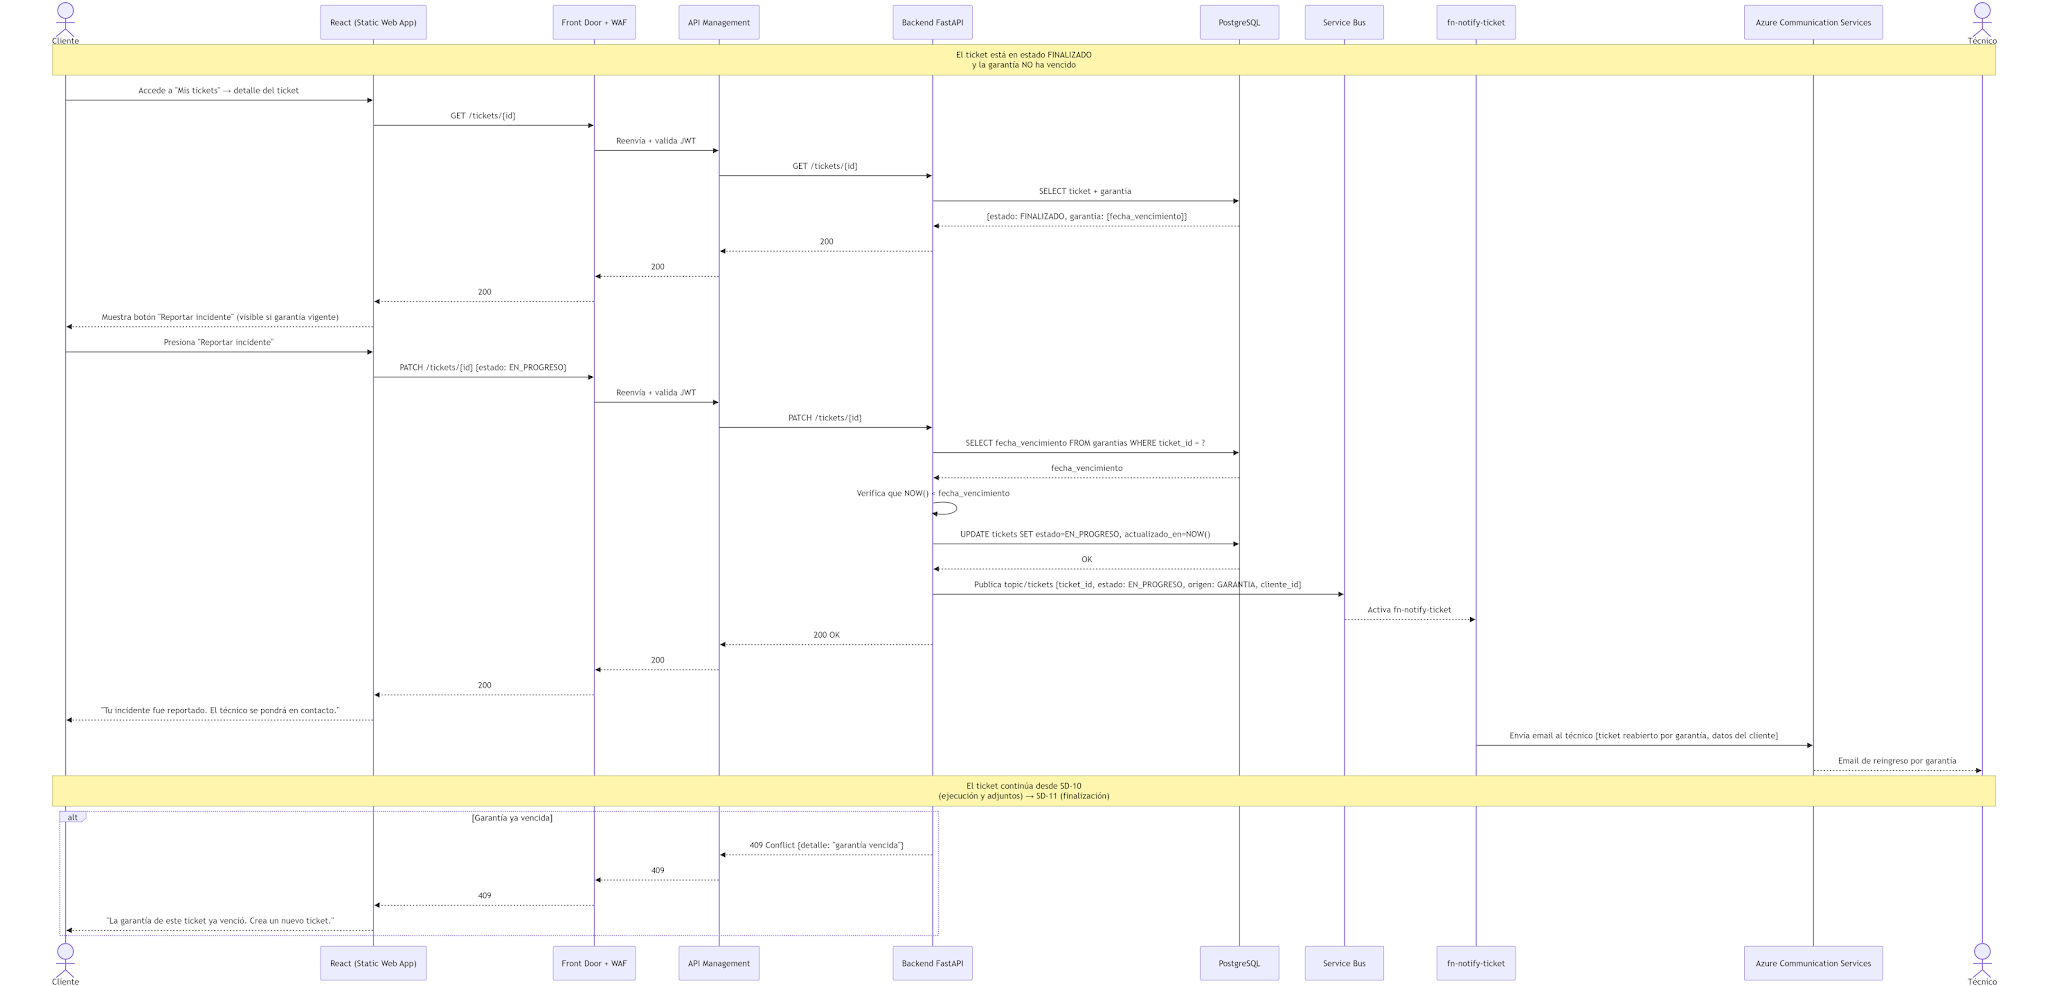 Cliente
React (Static Web App)
Front Door + WAF
API Management
Backend FastAPI
PostgreSQL
Service Bus
fn-notify-ticket
Azure Communication Services
Técnico
El ticket está en estado FINALIZADO
y la garantía NO ha vencido
Accede a "Mis tickets" → detalle del ticket
GET /tickets/{id}
Reenvía + valida JWT
GET /tickets/{id}
SELECT ticket + garantia
{estado: FINALIZADO, garantia: {fecha_vencimiento}}
200
200
200
Muestra botón "Reportar incidente" (visible si garantía vigente)
Presiona "Reportar incidente"
PATCH /tickets/{id} {estado: EN_PROGRESO}
Reenvía + valida JWT
PATCH /tickets/{id}
SELECT fecha_vencimiento FROM garantias WHERE ticket_id = ?
fecha_vencimiento
Verifica que NOW() < fecha_vencimiento
UPDATE tickets SET estado=EN_PROGRESO, actualizado_en=NOW()
OK
Publica topic/tickets {ticket_id, estado: EN_PROGRESO, origen: GARANTIA, cliente_id}
Activa fn-notify-ticket
200 OK
200
200
"Tu incidente fue reportado. El técnico se pondrá en contacto."
Envía email al técnico [ticket reabierto por garantía, datos del cliente]
Email de reingreso por garantía
El ticket continúa desde SD-10
(ejecución y adjuntos) → SD-11 (finalización)
alt
[Garantía ya vencida]
409 Conflict {detalle: "garantía vencida"}
409
409
"La garantía de este ticket ya venció. Crea un nuevo ticket."
Cliente
React (Static Web App)
Front Door + WAF
API Management
Backend FastAPI
PostgreSQL
Service Bus
fn-notify-ticket
Azure Communication Services
Técnico